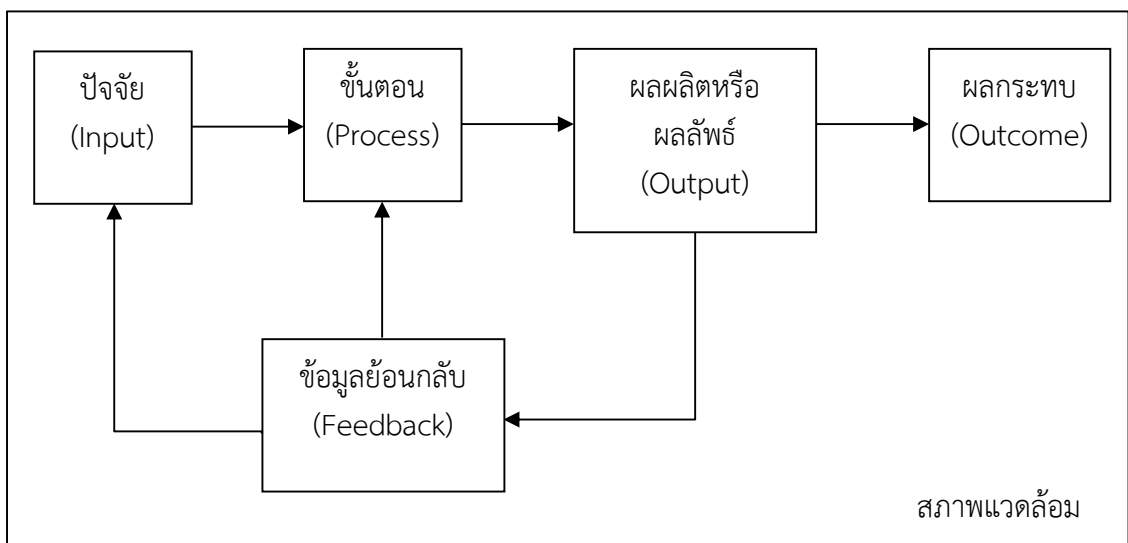 ปัจจัย
(Input)
ขั้นตอน
(Process)
ผลผลิตหรือ
ผลลัพธ์
(Output)
ผลกระทบ
(Outcome)
ข้อมูลย้อนกลับ
(Feedback)
สภาพแวดล้อม